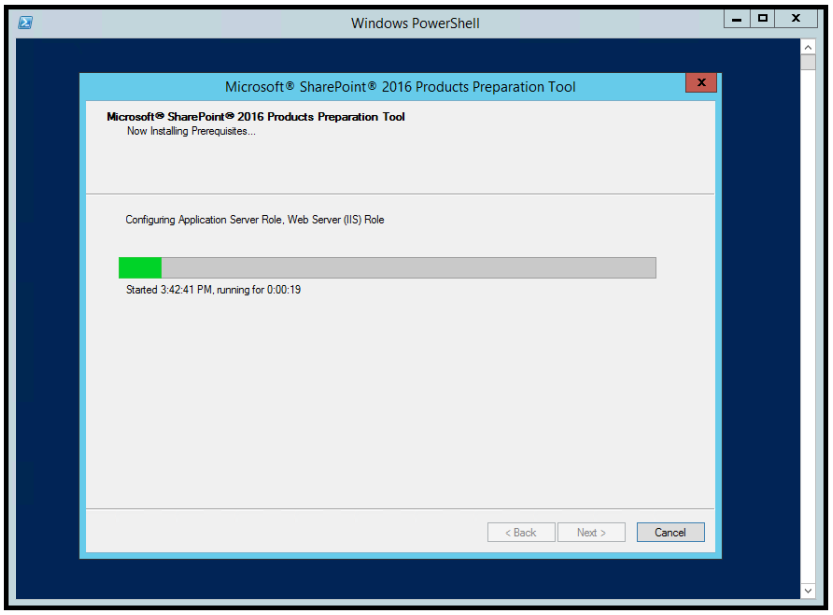 Windows PowerShell
Microsoft® SharePoint® 2016 Products Preparation Tool
Microsoft® SharePoint® 2016 Products Preparation Tool
Now Installing Prerequisites...
Configuring Application Server Role, Web Server (IIS) Role
Started 3:42:41 PM, running for 0:00:19
< Back Next > Cancel